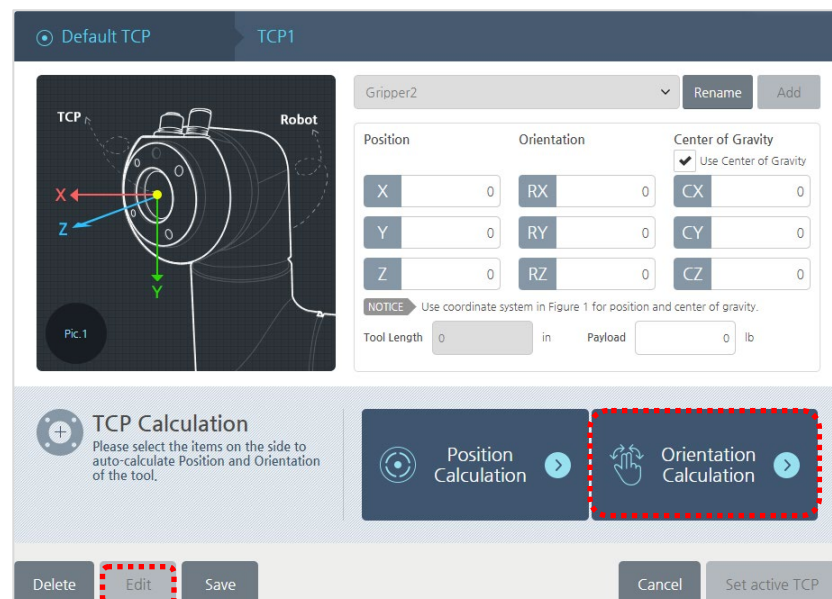 Default TCP
TCP1
TCP
Robot
X
Z
Y
Pic.1
Gripper2
Rename
Add
Position
Orientation
Center of Gravity
Use Center of Gravity
X 0
RX 0
CX 0
Y 0
RY 0
CY 0
Z 0
RZ 0
CZ 0
NOTICE Use coordinate system in Figure 1 for position and center of gravity.
Tool Length 0 in
Payload 0 lb
TCP Calculation
Please select the items on the side to
auto-calculate Position and Orientation
of the tool.
Position
Calculation
Orientation
Calculation
Delete
Edit
Save
Cancel
Set active TCP